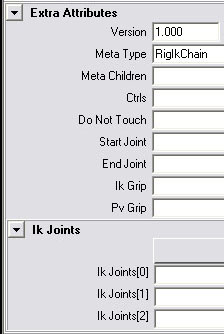 Extra Attributes
Version 1.000
Meta Type RigIkChain
Meta Children
Ctrls
Do Not Touch
Start Joint
End Joint
Ik Grip
Pv Grip
Ik Joints
Ik Joints[0]
Ik Joints[1]
Ik Joints[2]